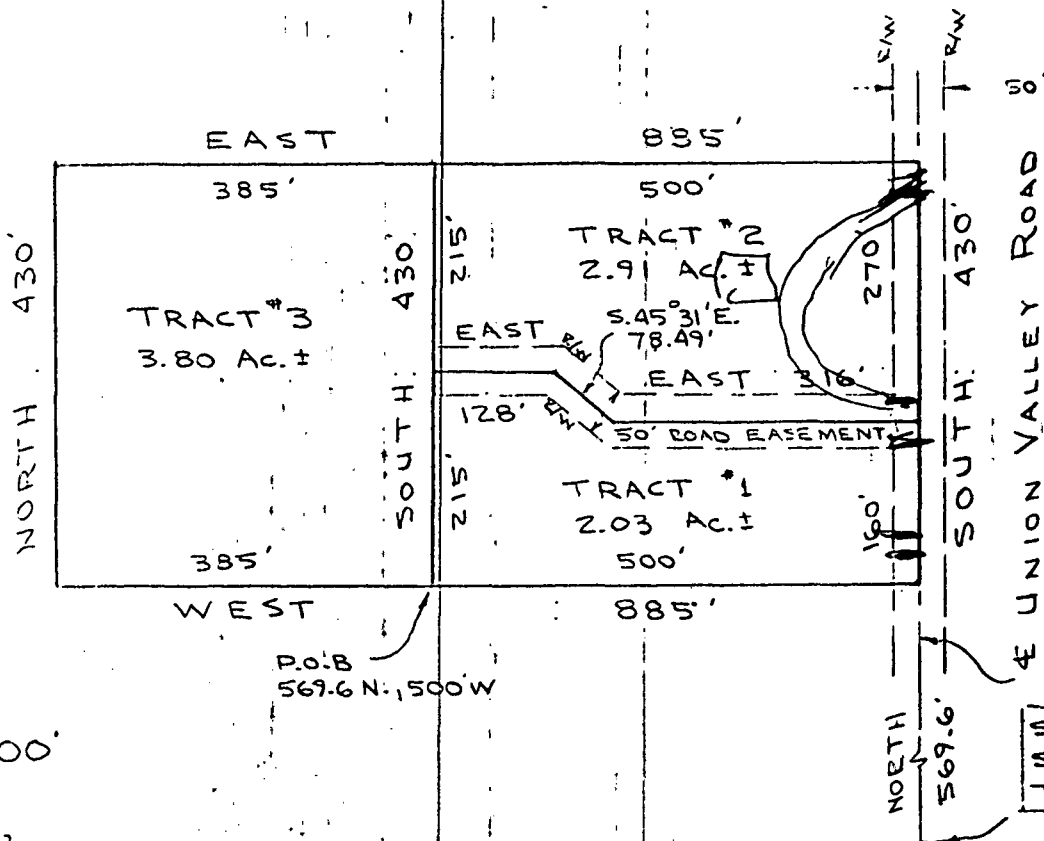 R/W
R/W
50'
EAST
885'
385'
500'
NORTH 430'
SOUTH 430'
215'
TRACT #2
2.91 AC. ±
270
SOUTH 430'
TRACT #3
3.80 AC. ±
EAST
R/W
S.45°31'E.
78.49'
EAST 316'
128'
R/W
50' ROAD EASEMENT
215'
TRACT #1
2.03 AC. ±
160'
385'
500'
WEST
885'
℄ UNION VALLEY ROAD
P.O.B
569.6 N., 500'W
NORTH
569.6'
00'